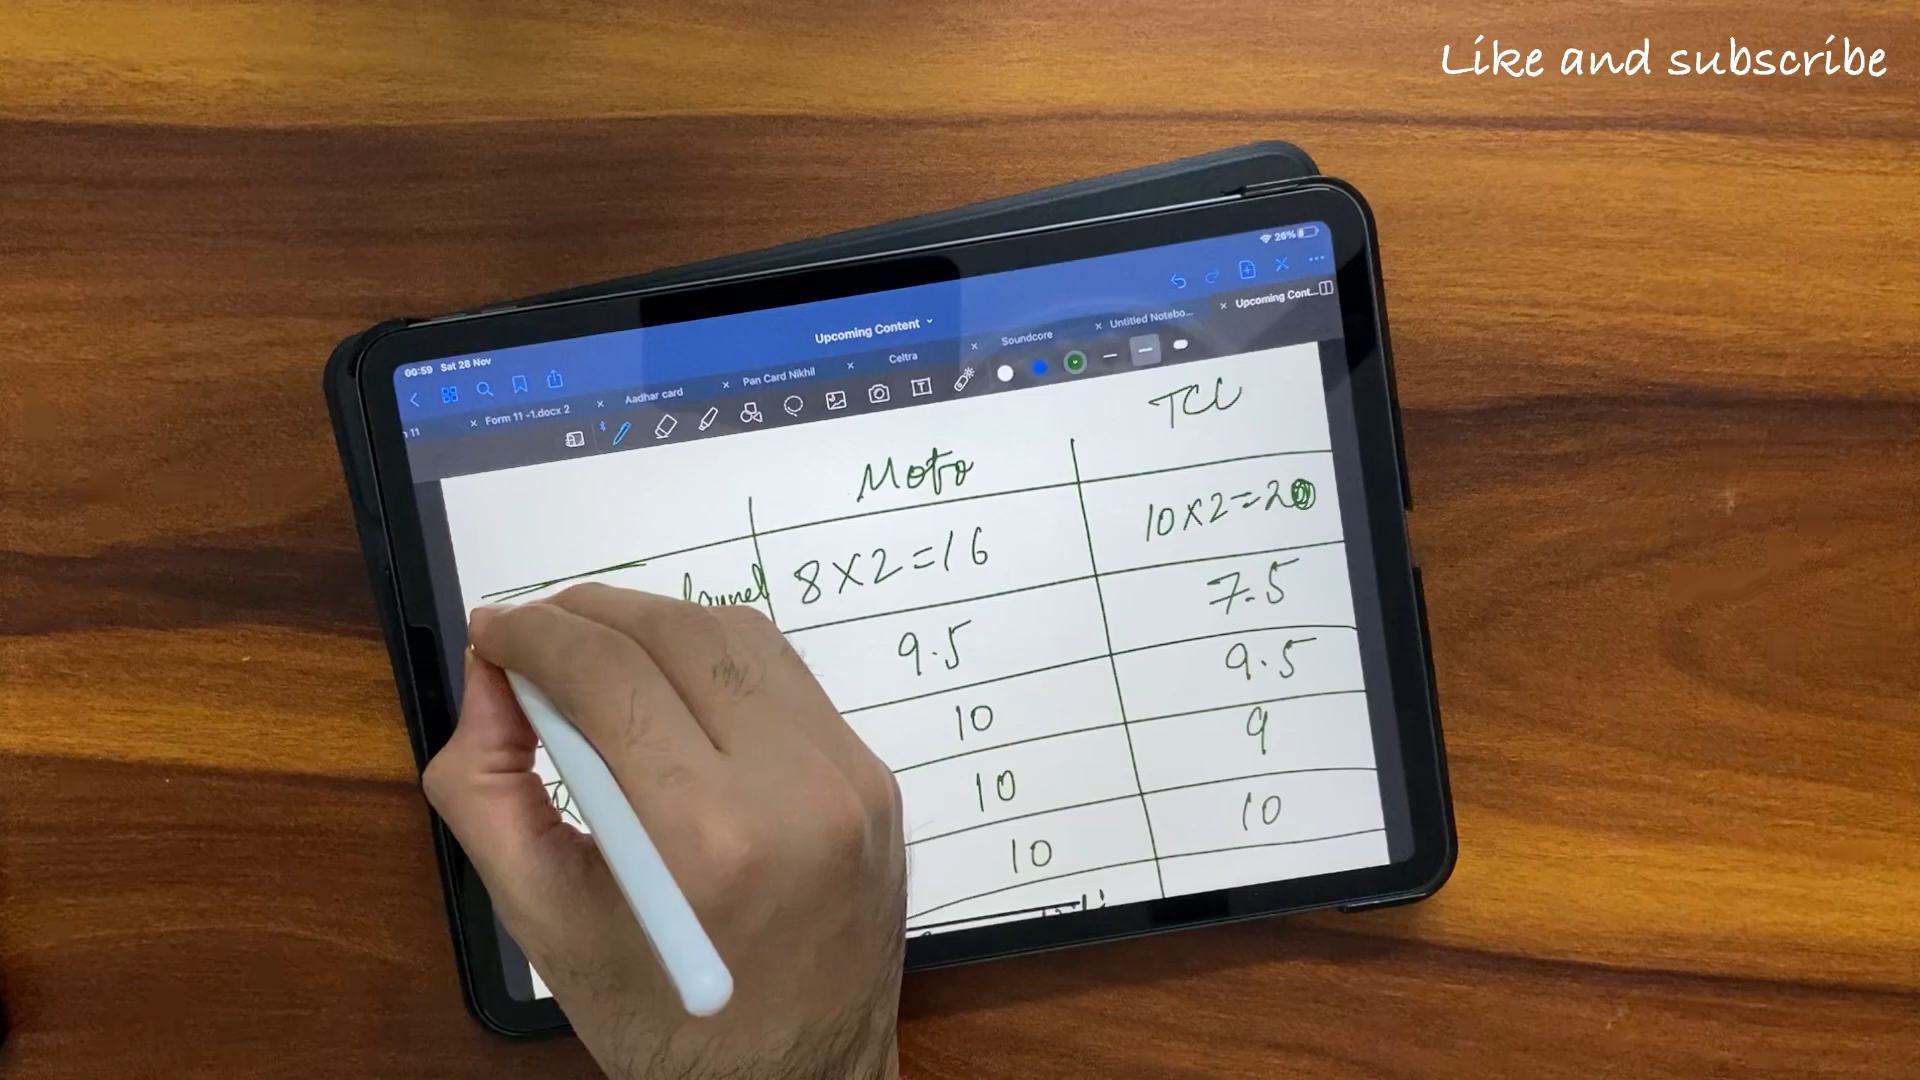 Like and subscribe
00:59 Sat 28 Nov
26%
Upcoming Content
11
Form 11 -1.docx 2
Aadhar card
Pan Card Nikhil
Celtra
Soundcore
Untitled Notebo...
Upcoming Cont...
Moto TCL
8x2=16 10x2=20
9.5 7.5
10 9.5
10 9
10 10